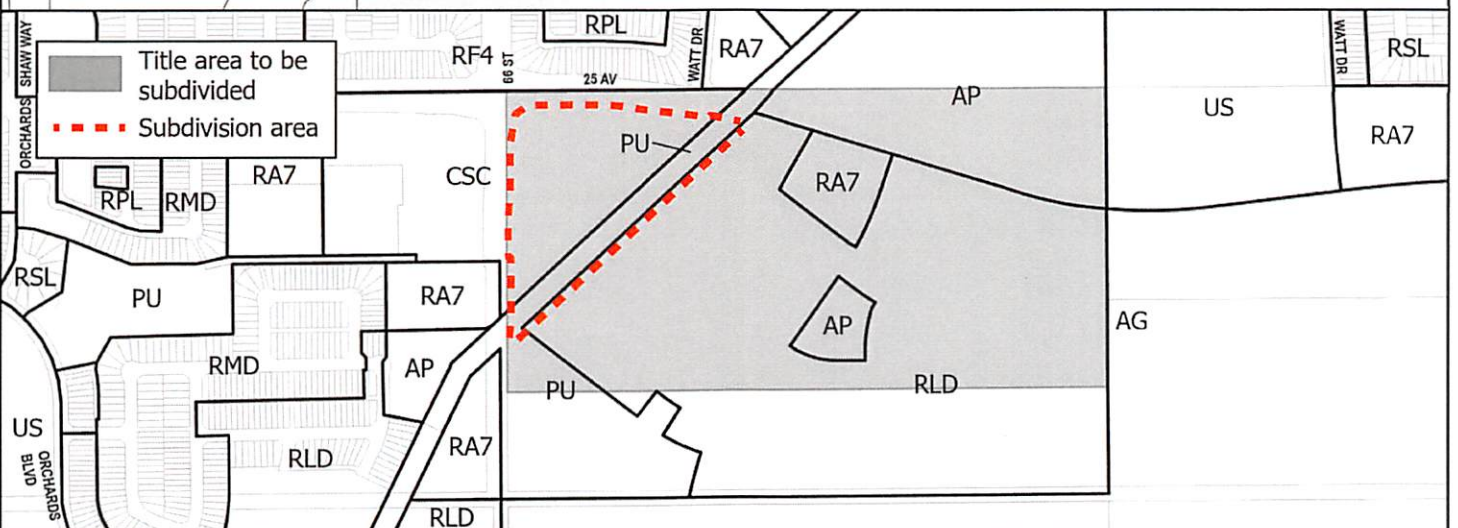 SHAW WAY
RPL
RF4
66 ST
25 AV
WATT DR
RA7
WATT DR
RSL
Title area to be
subdivided
Subdivision area
ORCHARDS
AP
US
RA7
PU
RA7
CSC
RA7
RPL
RMD
RSL
PU
RA7
AP
AG
RMD
AP
PU
RLD
US
ORCHARDS
BLVD
RLD
RA7
RLD